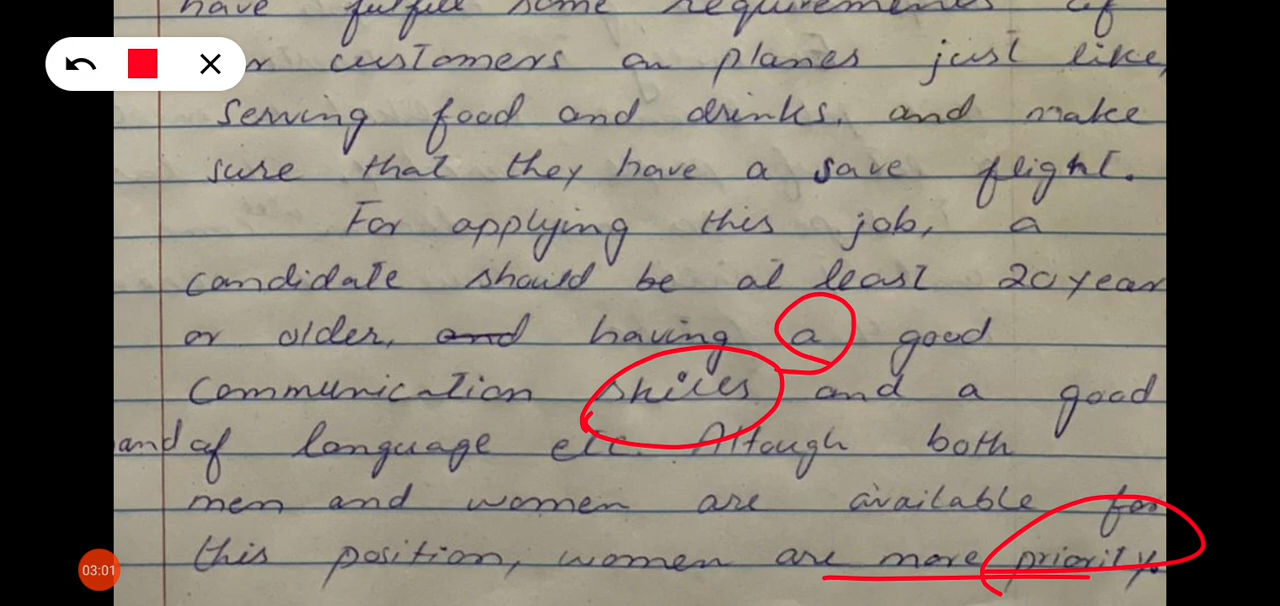 have fulfill some requirements of
r customers on planes just like,
serving food and drinks, and make
sure that they have a save flight.
For applying this job, a
candidate should be at least 20 year
or older, and having a good
communication skills and a good
and of language etc. Altough both
men and women are available for
this position, women are more priority.
03:01